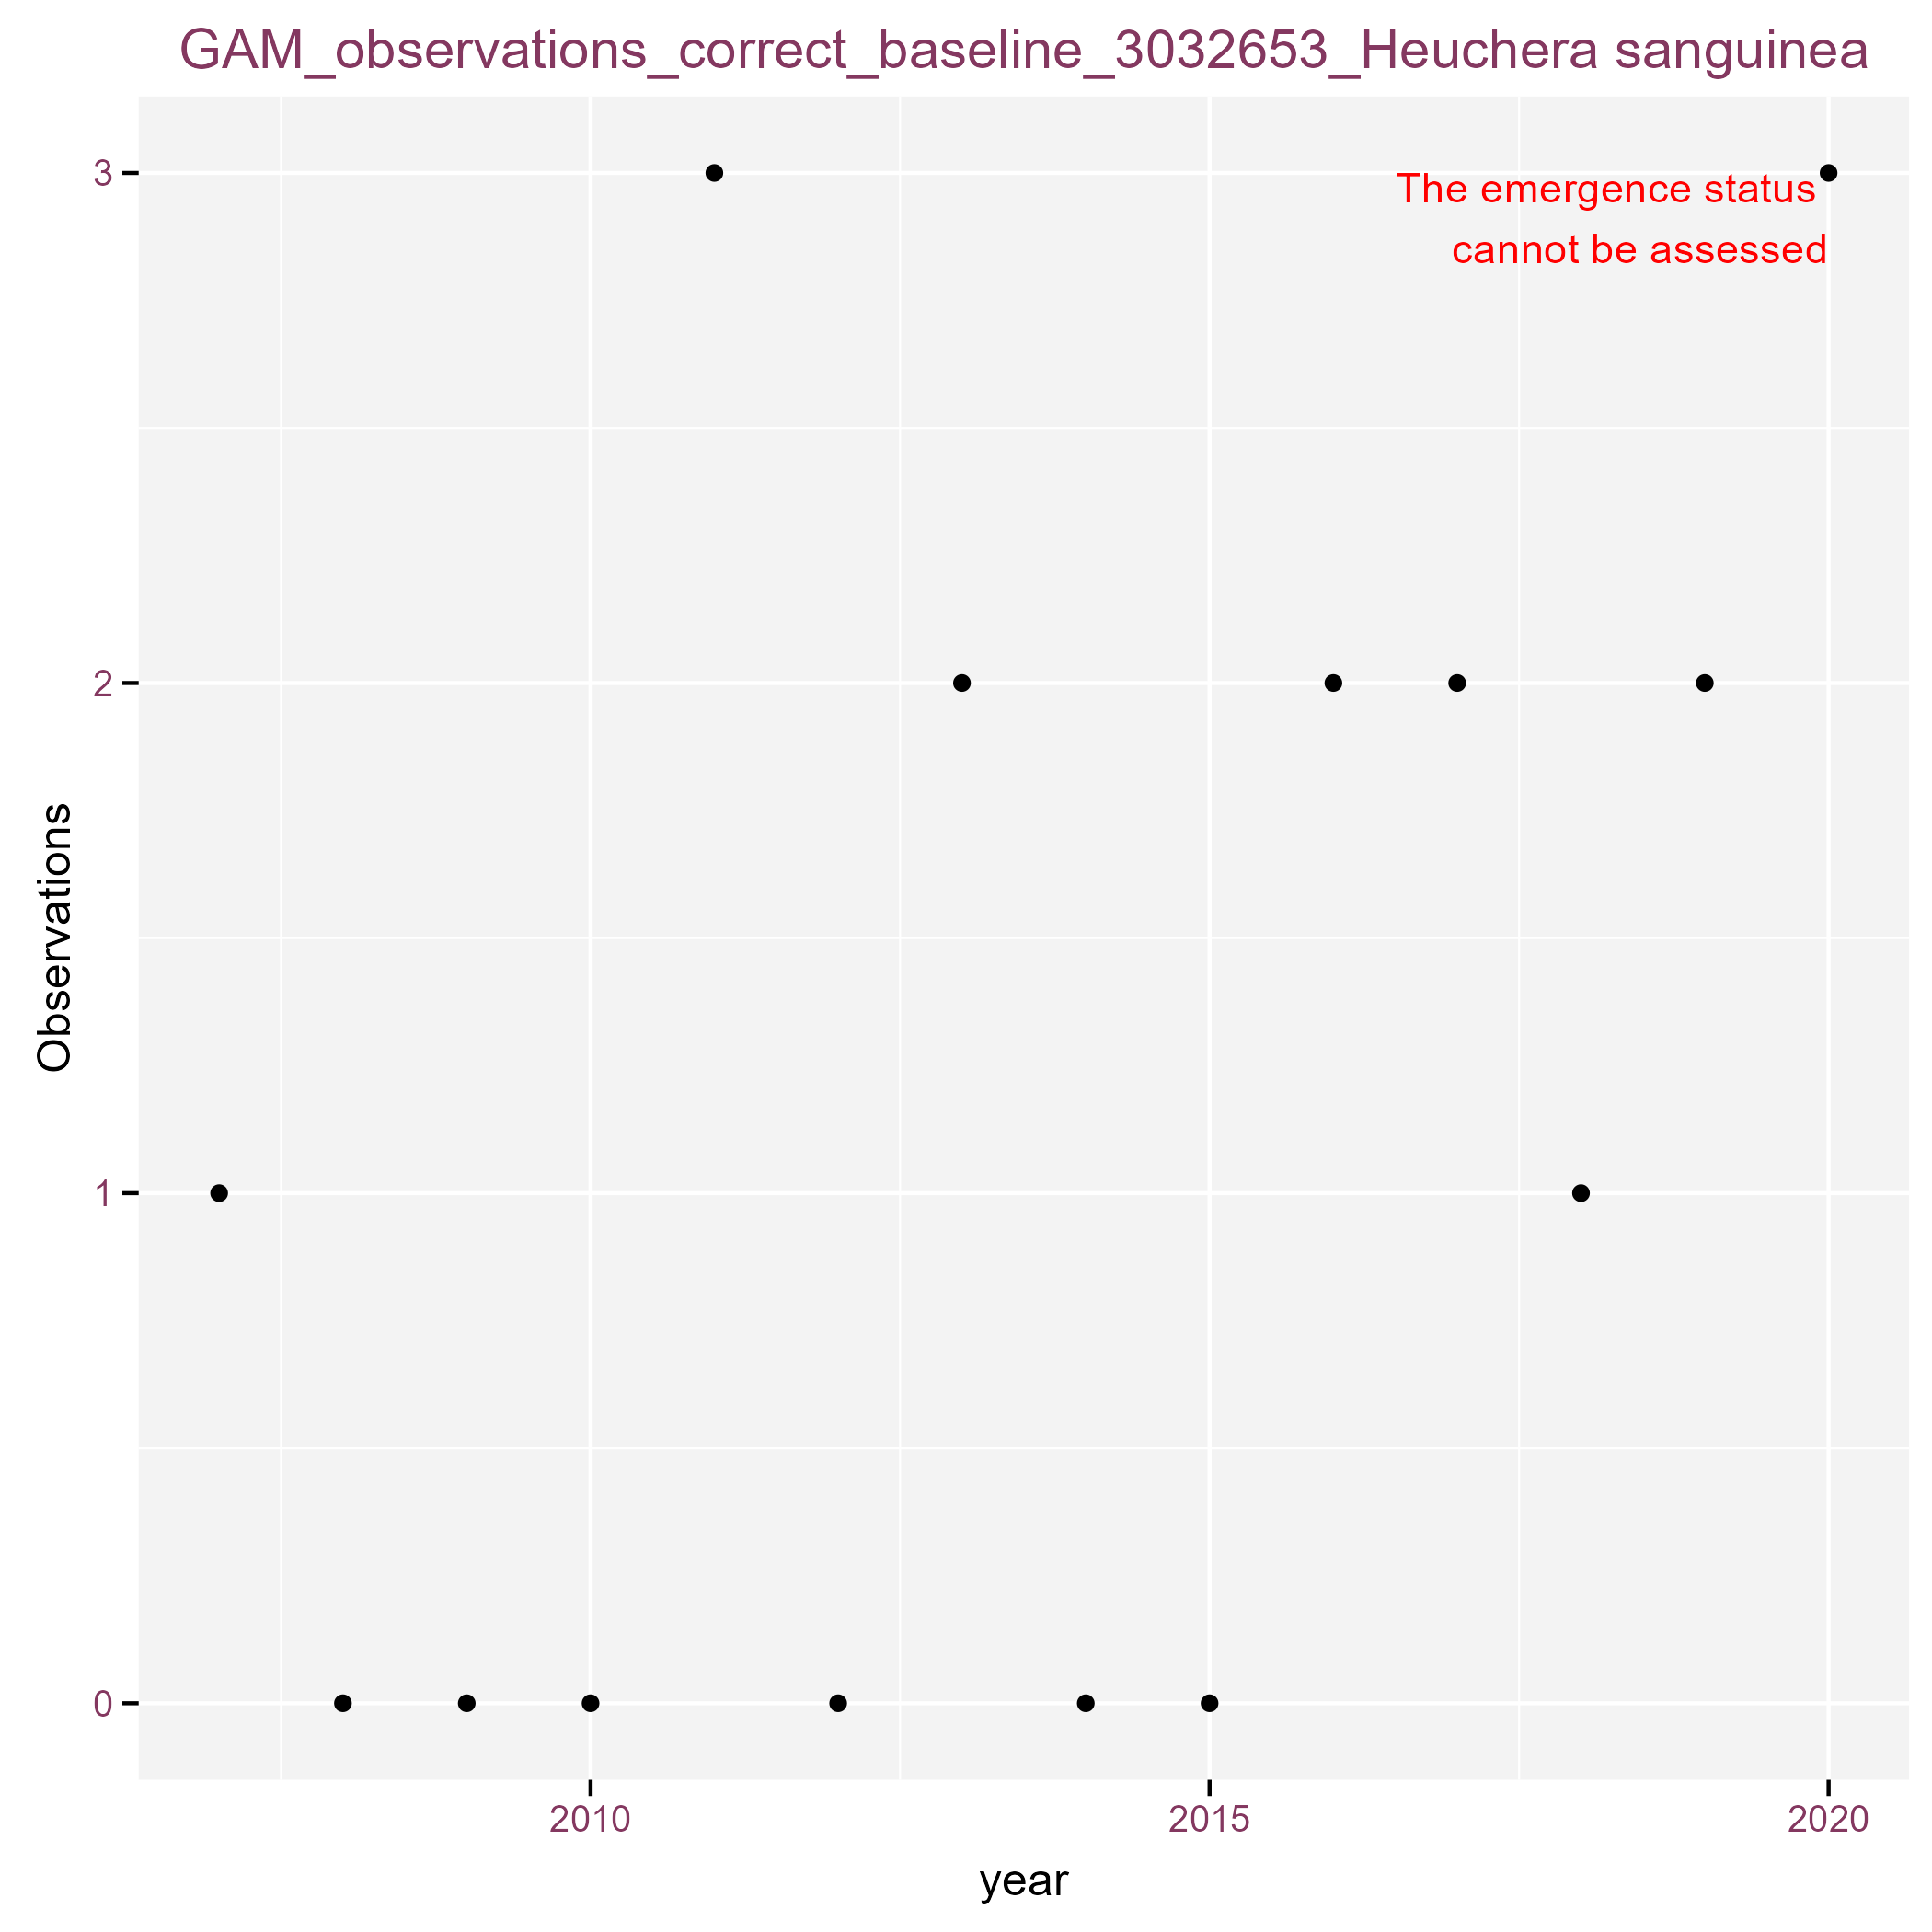 GAM_observations_correct_baseline_3032653_Heuchera sanguinea
3
The emergence status
cannot be assessed
2
Observations
1
0
2010 2015 2020
year